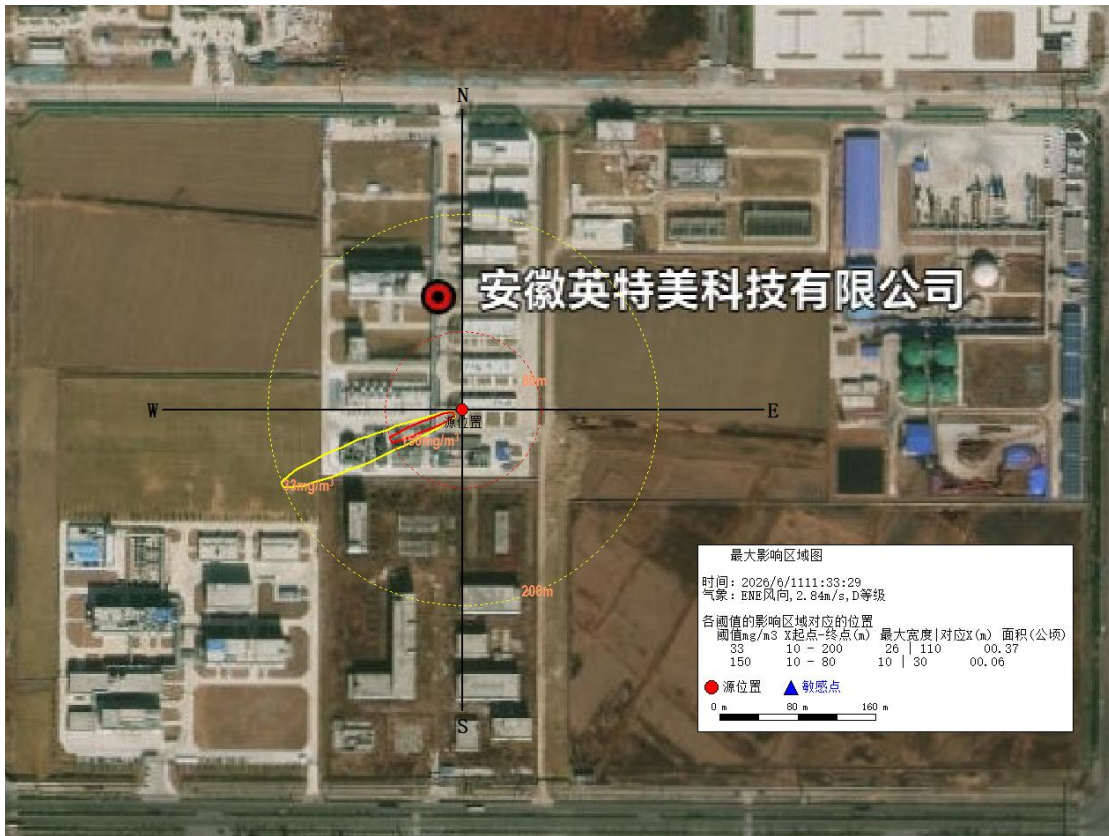 N
安徽英特美科技有限公司
80m
W
E
源位置
150mg/m³
33mg/m³
200m
S
最大影响区域图
时间：2026/6/1111:33:29
气象：ENE风向,2.84m/s,D等级
各阈值的影响区域对应的位置
阈值mg/m3 X起点-终点(m) 最大宽度|对应X(m) 面积(公顷)
33 10 - 200 26 | 110 00.37
150 10 - 80 10 | 30 00.06
源位置 敏感点
0 m 80 m 160 m